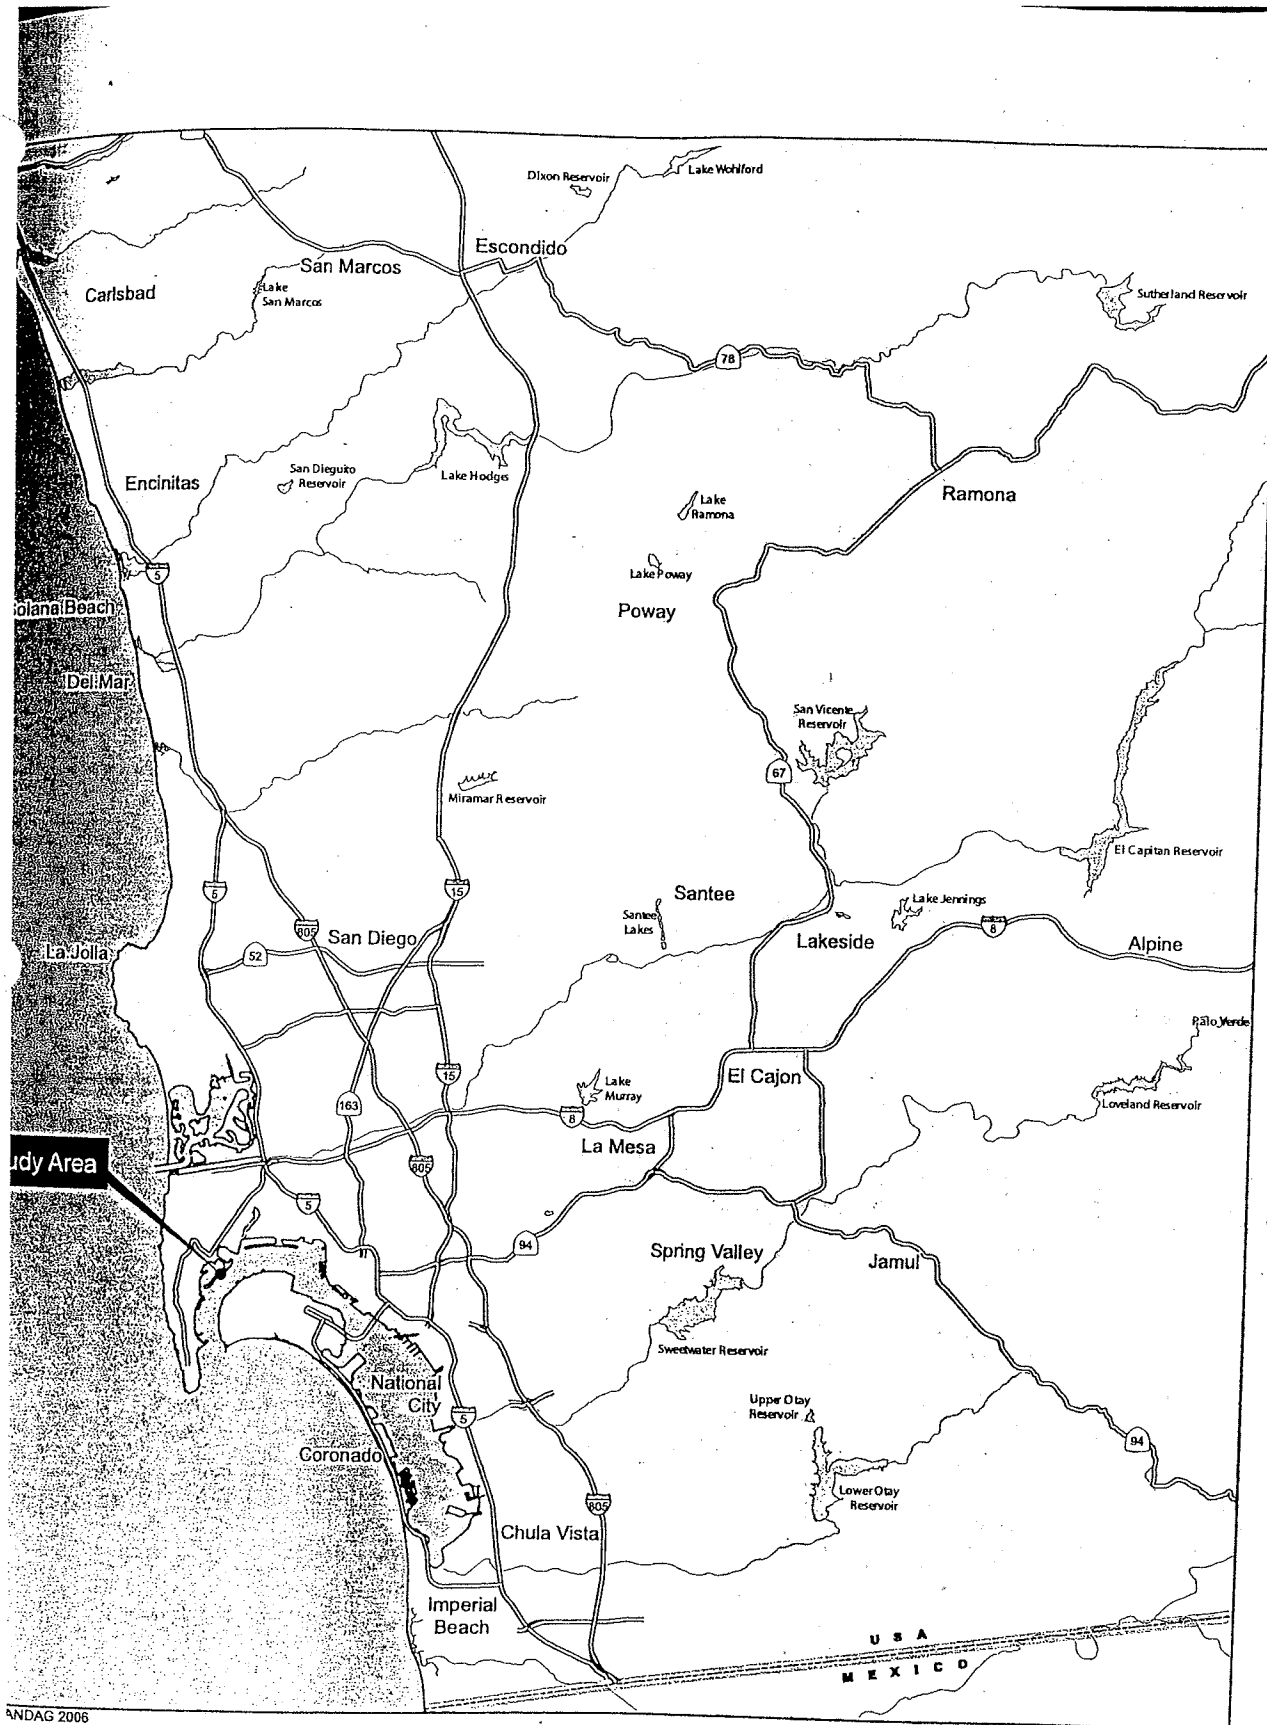 Dixon Reservoir
Lake Wohlford
Escondido
San Marcos
Carlsbad
Lake
San Marcos
Sutherland Reservoir
78
Encinitas
San Dieguito
Reservoir
Lake Hodges
Lake
Ramona
Ramona
5
Lake Poway
Solana Beach
Poway
Del Mar
San Vicente
Reservoir
67
Miramar Reservoir
El Capitan Reservoir
5
15
Santee
Lake Jennings
Santee
Lakes
805
San Diego
Lakeside
8
Alpine
La Jolla
52
Palo Verde
15
El Cajon
Lake
Murray
163
8
Loveland Reservoir
La Mesa
udy Area
805
5
94
Spring Valley
Jamul
Sweetwater Reservoir
National
City
Upper Otay
Reservoir
5
94
Coronado
Lower Otay
Reservoir
805
Chula Vista
Imperial
Beach
USA
MEXICO
ANDAG 2006